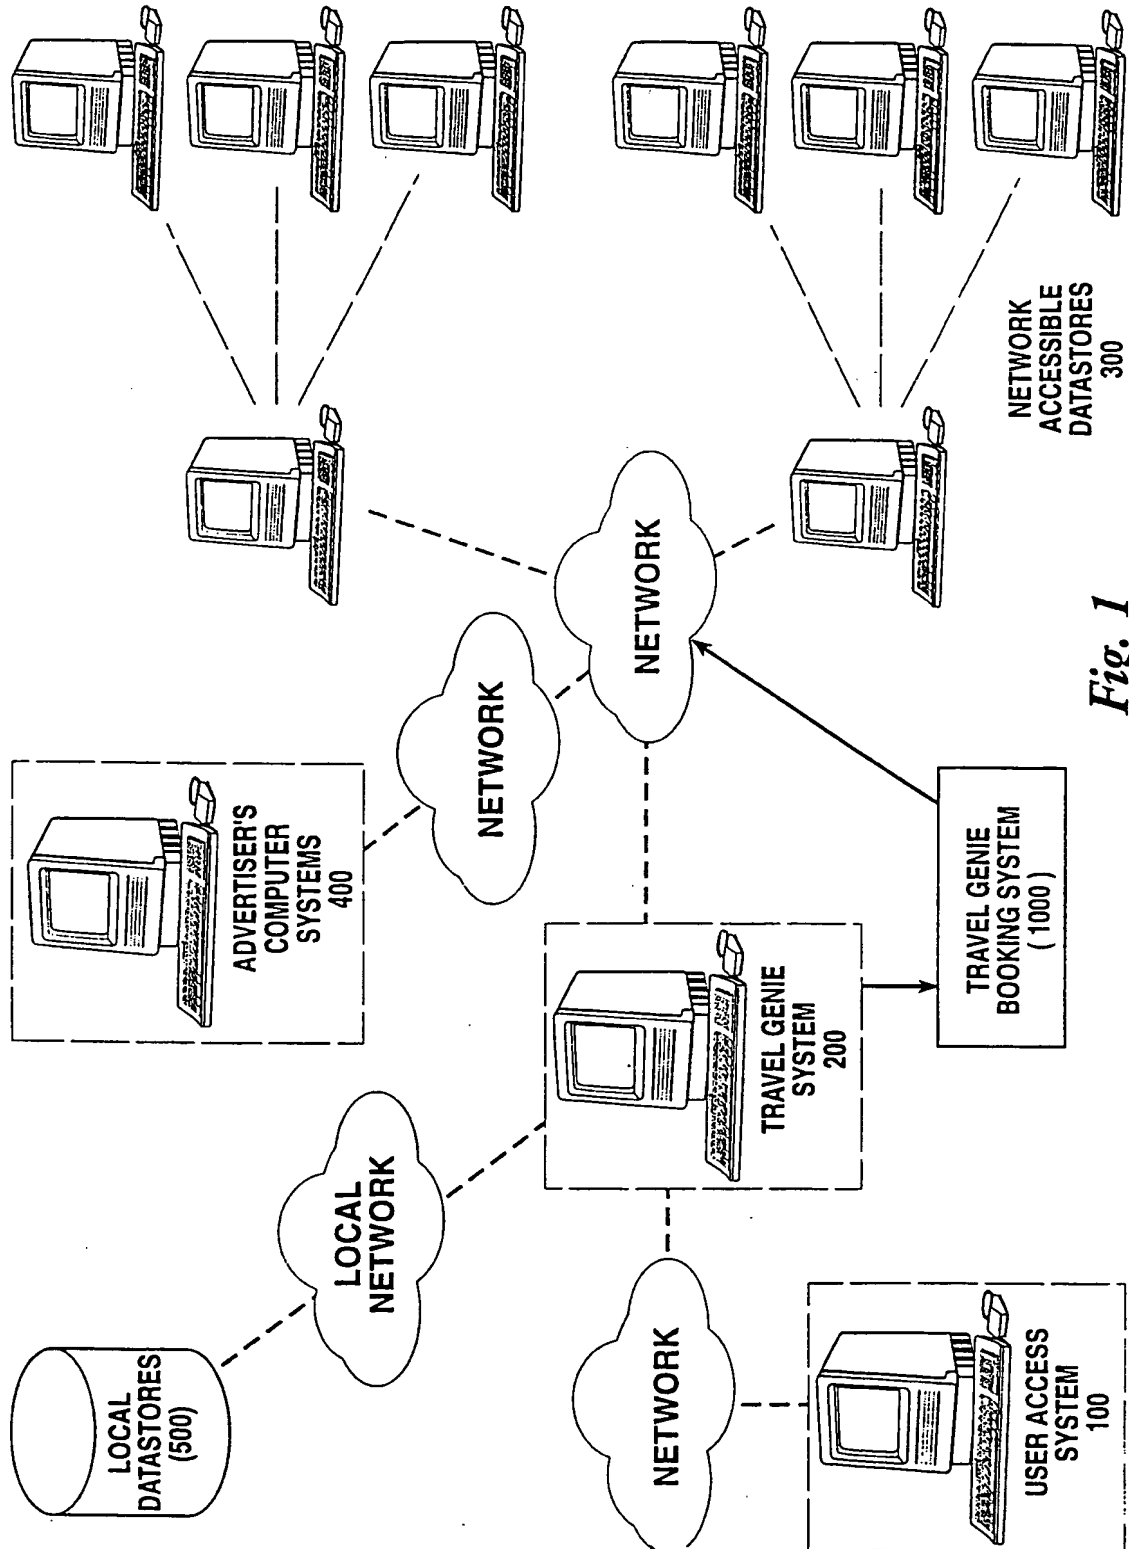 LOCAL
DATASTORES
(500)
LOCAL
NETWORK
ADVERTISER'S
COMPUTER
SYSTEMS
400
NETWORK
NETWORK
NETWORK
USER ACCESS
SYSTEM
100
TRAVEL GENIE
SYSTEM
200
TRAVEL GENIE
BOOKING SYSTEM
(1000)
NETWORK
ACCESSIBLE
DATASTORES
300
Fig. 1